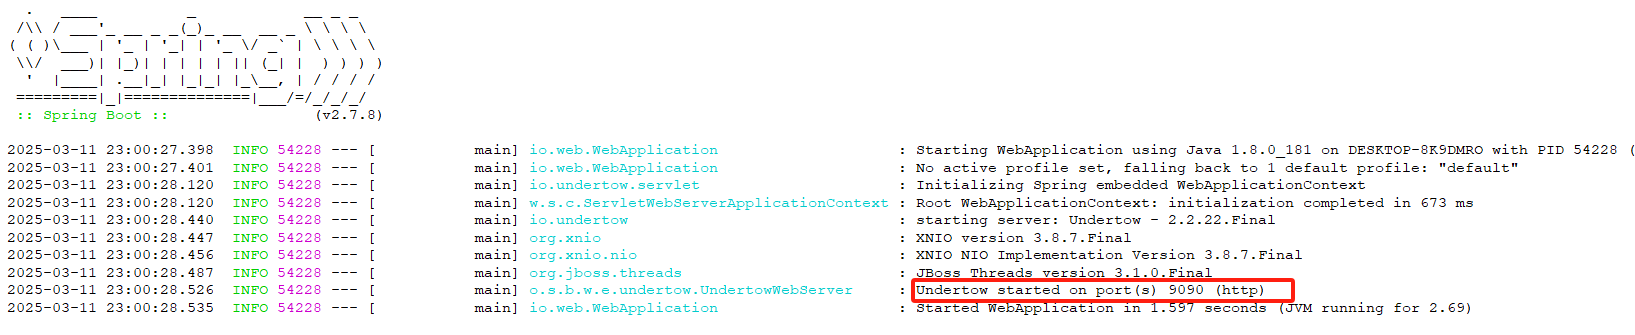 .   ____          _            __ _ _
 /\\ / ___'_ __ _ _(_)_ __  __ _ \ \ \ \
( ( )\___ | '_ | '_| | '_ \/ _` | \ \ \ \
 \\/  ___)| |_)| | | | | || (_| |  ) ) ) )
  '  |____| .__|_| |_|_| |_\__, | / / / /
 =========|_|==============|___/=/_/_/_/
 :: Spring Boot ::                (v2.7.8)
2025-03-11 23:00:27.398  INFO 54228 --- [           main] io.web.WebApplication                    : Starting WebApplication using Java 1.8.0_181 on DESKTOP-8K9DMRO with PID 54228 (
2025-03-11 23:00:27.401  INFO 54228 --- [           main] io.web.WebApplication                    : No active profile set, falling back to 1 default profile: "default"
2025-03-11 23:00:28.120  INFO 54228 --- [           main] io.undertow.servlet                      : Initializing Spring embedded WebApplicationContext
2025-03-11 23:00:28.120  INFO 54228 --- [           main] w.s.c.ServletWebServerApplicationContext : Root WebApplicationContext: initialization completed in 673 ms
2025-03-11 23:00:28.440  INFO 54228 --- [           main] io.undertow                              : starting server: Undertow - 2.2.22.Final
2025-03-11 23:00:28.447  INFO 54228 --- [           main] org.xnio                                 : XNIO version 3.8.7.Final
2025-03-11 23:00:28.456  INFO 54228 --- [           main] org.xnio.nio                             : XNIO NIO Implementation Version 3.8.7.Final
2025-03-11 23:00:28.487  INFO 54228 --- [           main] org.jboss.threads                        : JBoss Threads version 3.1.0.Final
2025-03-11 23:00:28.526  INFO 54228 --- [           main] o.s.b.w.e.undertow.UndertowWebServer     : Undertow started on port(s) 9090 (http)
2025-03-11 23:00:28.535  INFO 54228 --- [           main] io.web.WebApplication                    : Started WebApplication in 1.597 seconds (JVM running for 2.69)